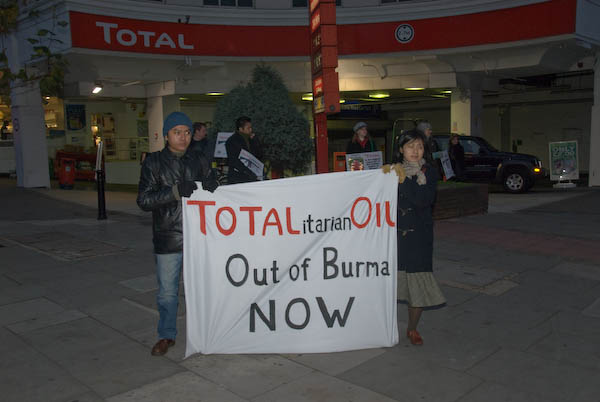 TOTAL
TOTALitarian OIL
Out of Burma
NOW